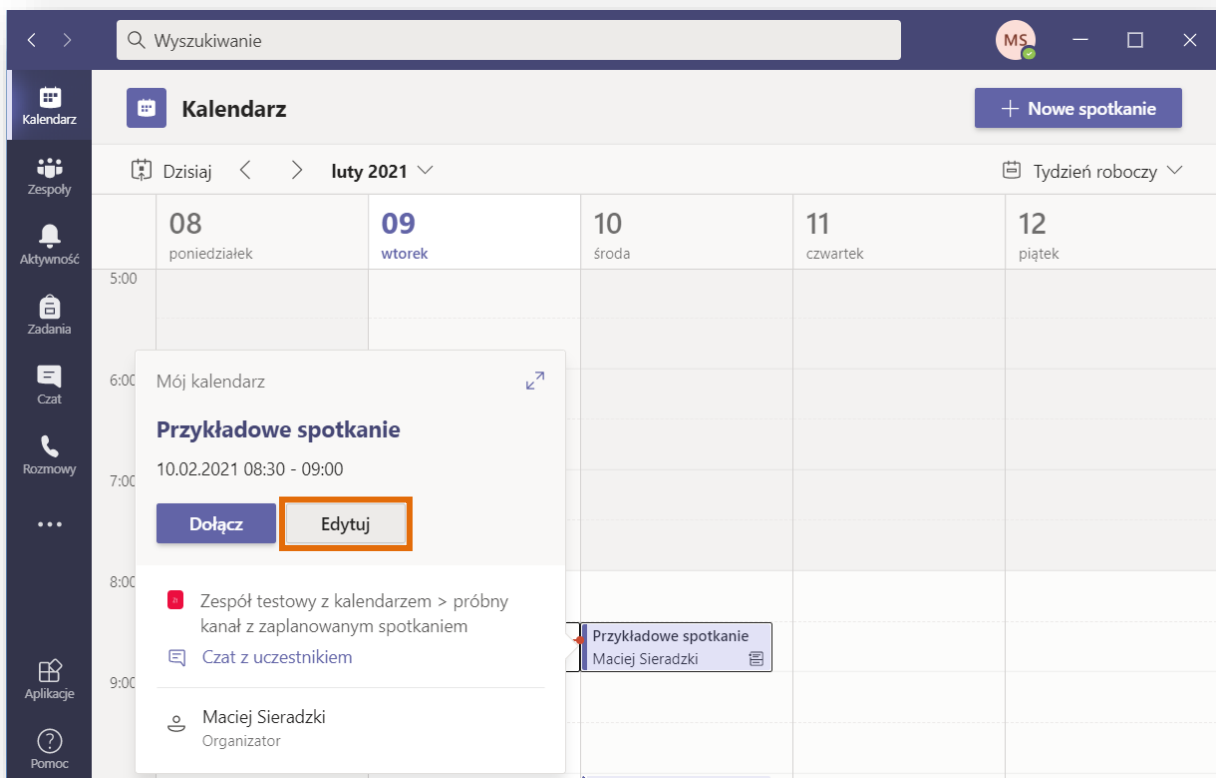 Wyszukiwanie
MS
Kalendarz
Zespoły
Aktywność
Zadania
Czat
Rozmowy
Aplikacje
Pomoc
Kalendarz
+ Nowe spotkanie
Dzisiaj
luty 2021
Tydzień roboczy
08
poniedziałek
09
wtorek
10
środa
11
czwartek
12
piątek
5:00
6:00
7:00
8:00
9:00
Mój kalendarz
Przykładowe spotkanie
10.02.2021 08:30 - 09:00
Dołącz
Edytuj
Zespół testowy z kalendarzem > próbny
kanał z zaplanowanym spotkaniem
Czat z uczestnikiem
Maciej Sieradzki
Organizator
Przykładowe spotkanie
Maciej Sieradzki